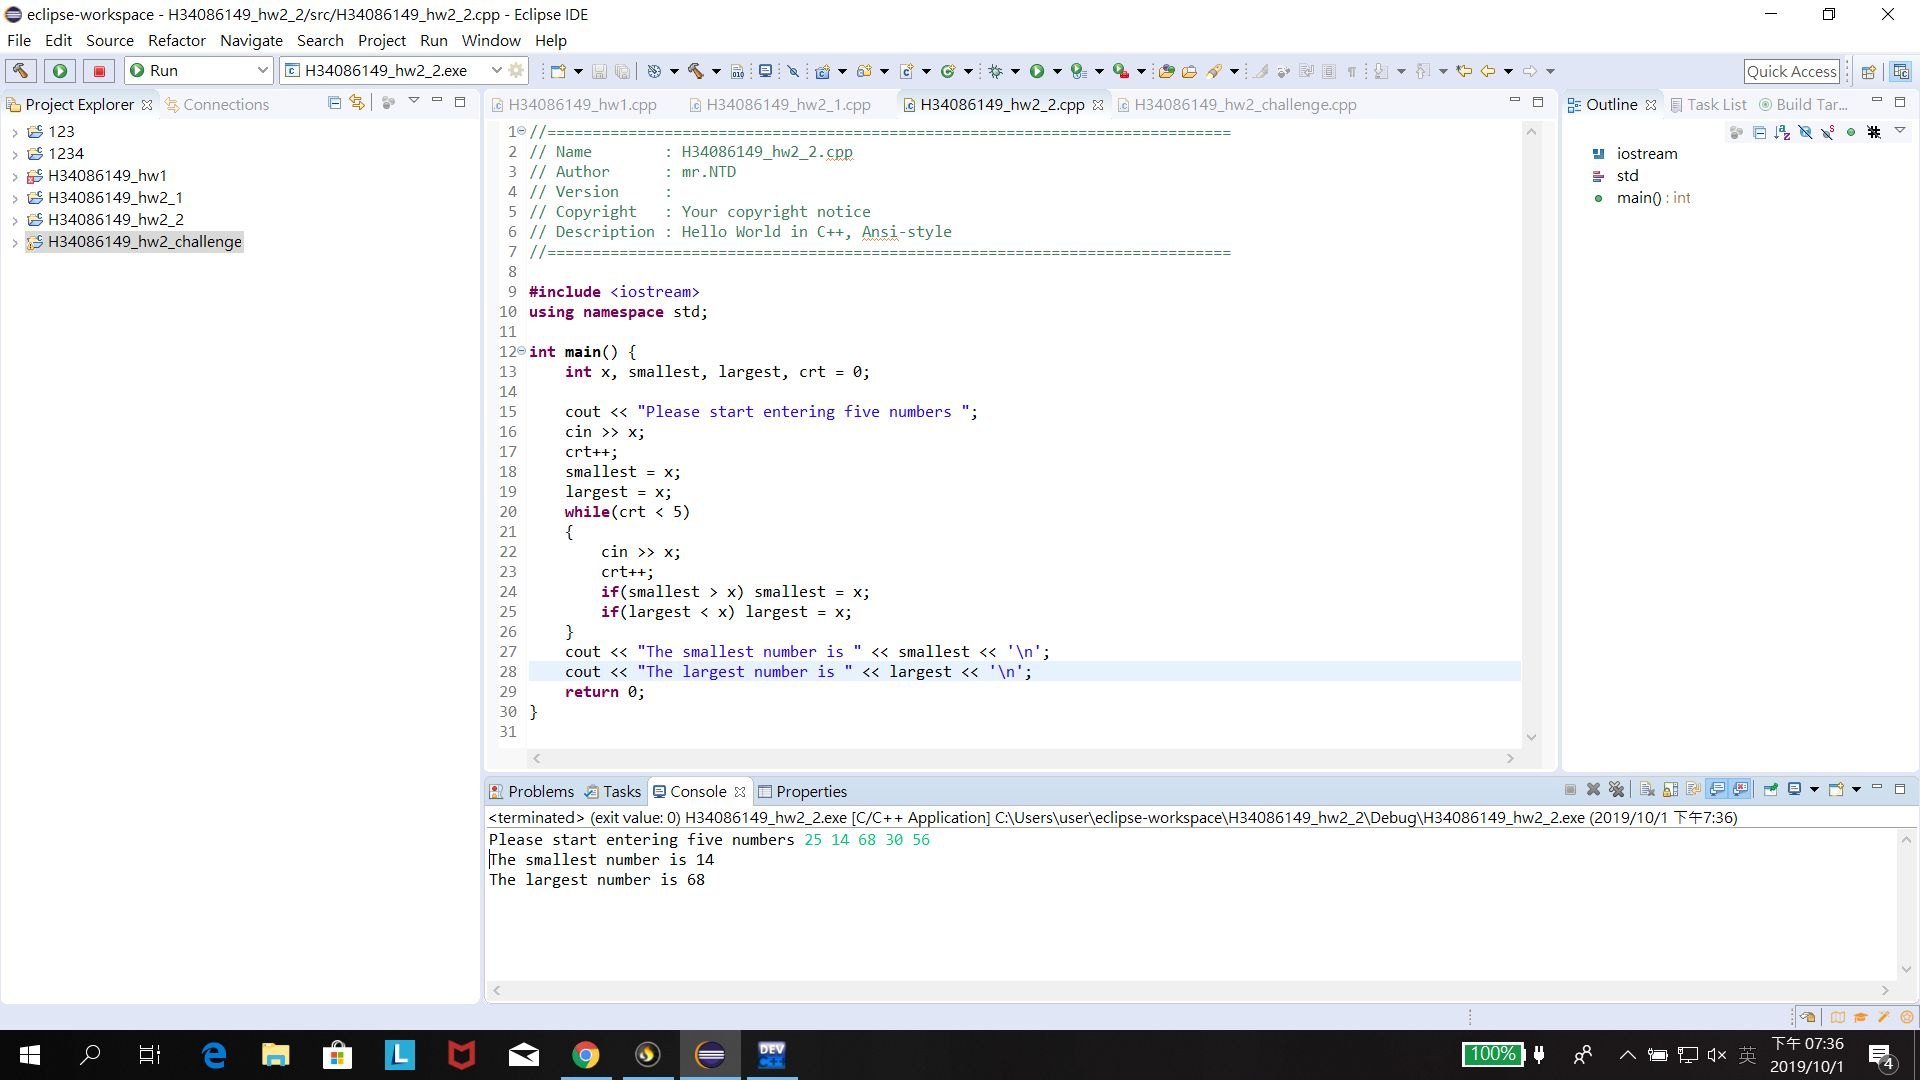 eclipse-workspace - H34086149_hw2_2/src/H34086149_hw2_2.cpp - Eclipse IDE
File Edit Source Refactor Navigate Search Project Run Window Help
Run H34086149_hw2_2.exe Quick Access
Project Explorer Connections
123
1234
H34086149_hw1
H34086149_hw2_1
H34086149_hw2_2
H34086149_hw2_challenge
H34086149_hw1.cpp H34086149_hw2_1.cpp H34086149_hw2_2.cpp H34086149_hw2_challenge.cpp
1 //============================================================================
2 // Name        : H34086149_hw2_2.cpp
3 // Author      : mr.NTD
4 // Version     :
5 // Copyright   : Your copyright notice
6 // Description : Hello World in C++, Ansi-style
7 //============================================================================
8
9 #include <iostream>
10 using namespace std;
11
12 int main() {
13     int x, smallest, largest, crt = 0;
14
15     cout << "Please start entering five numbers ";
16     cin >> x;
17     crt++;
18     smallest = x;
19     largest = x;
20     while(crt < 5)
21     {
22         cin >> x;
23         crt++;
24         if(smallest > x) smallest = x;
25         if(largest < x) largest = x;
26     }
27     cout << "The smallest number is " << smallest << '\n';
28     cout << "The largest number is " << largest << '\n';
29     return 0;
30 }
31
Outline Task List Build Tar...
iostream
std
main() : int
Problems Tasks Console Properties
<terminated> (exit value: 0) H34086149_hw2_2.exe [C/C++ Application] C:\Users\user\eclipse-workspace\H34086149_hw2_2\Debug\H34086149_hw2_2.exe (2019/10/1 下午7:36)
Please start entering five numbers 25 14 68 30 56
The smallest number is 14
The largest number is 68
L DEV C++ 100% 英 下午 07:36
2019/10/1 4